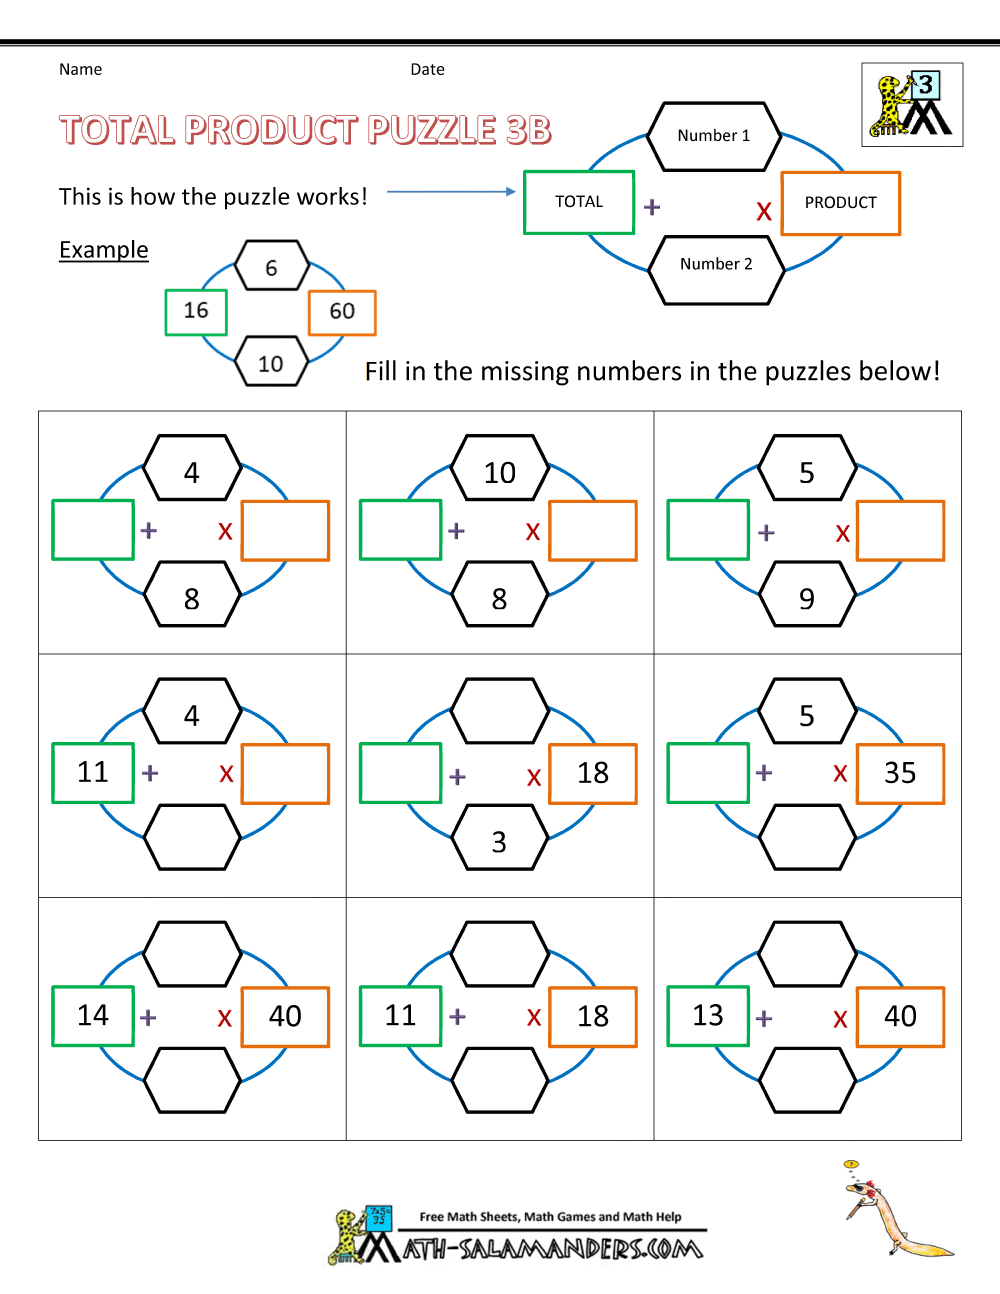 Name Date
3
TOTAL PRODUCT PUZZLE 3B
Number 1
This is how the puzzle works!
TOTAL + x PRODUCT
Number 2
Example
6
16 60
10
Fill in the missing numbers in the puzzles below!
4 10 5
+ x + x + x
8 8 9
4 5
11 + x + x 18 + x 35
3
14 + x 40 11 + x 18 13 + x 40
?
7x5=
35
Free Math Sheets, Math Games and Math Help
MATH-SALAMANDERS.COM